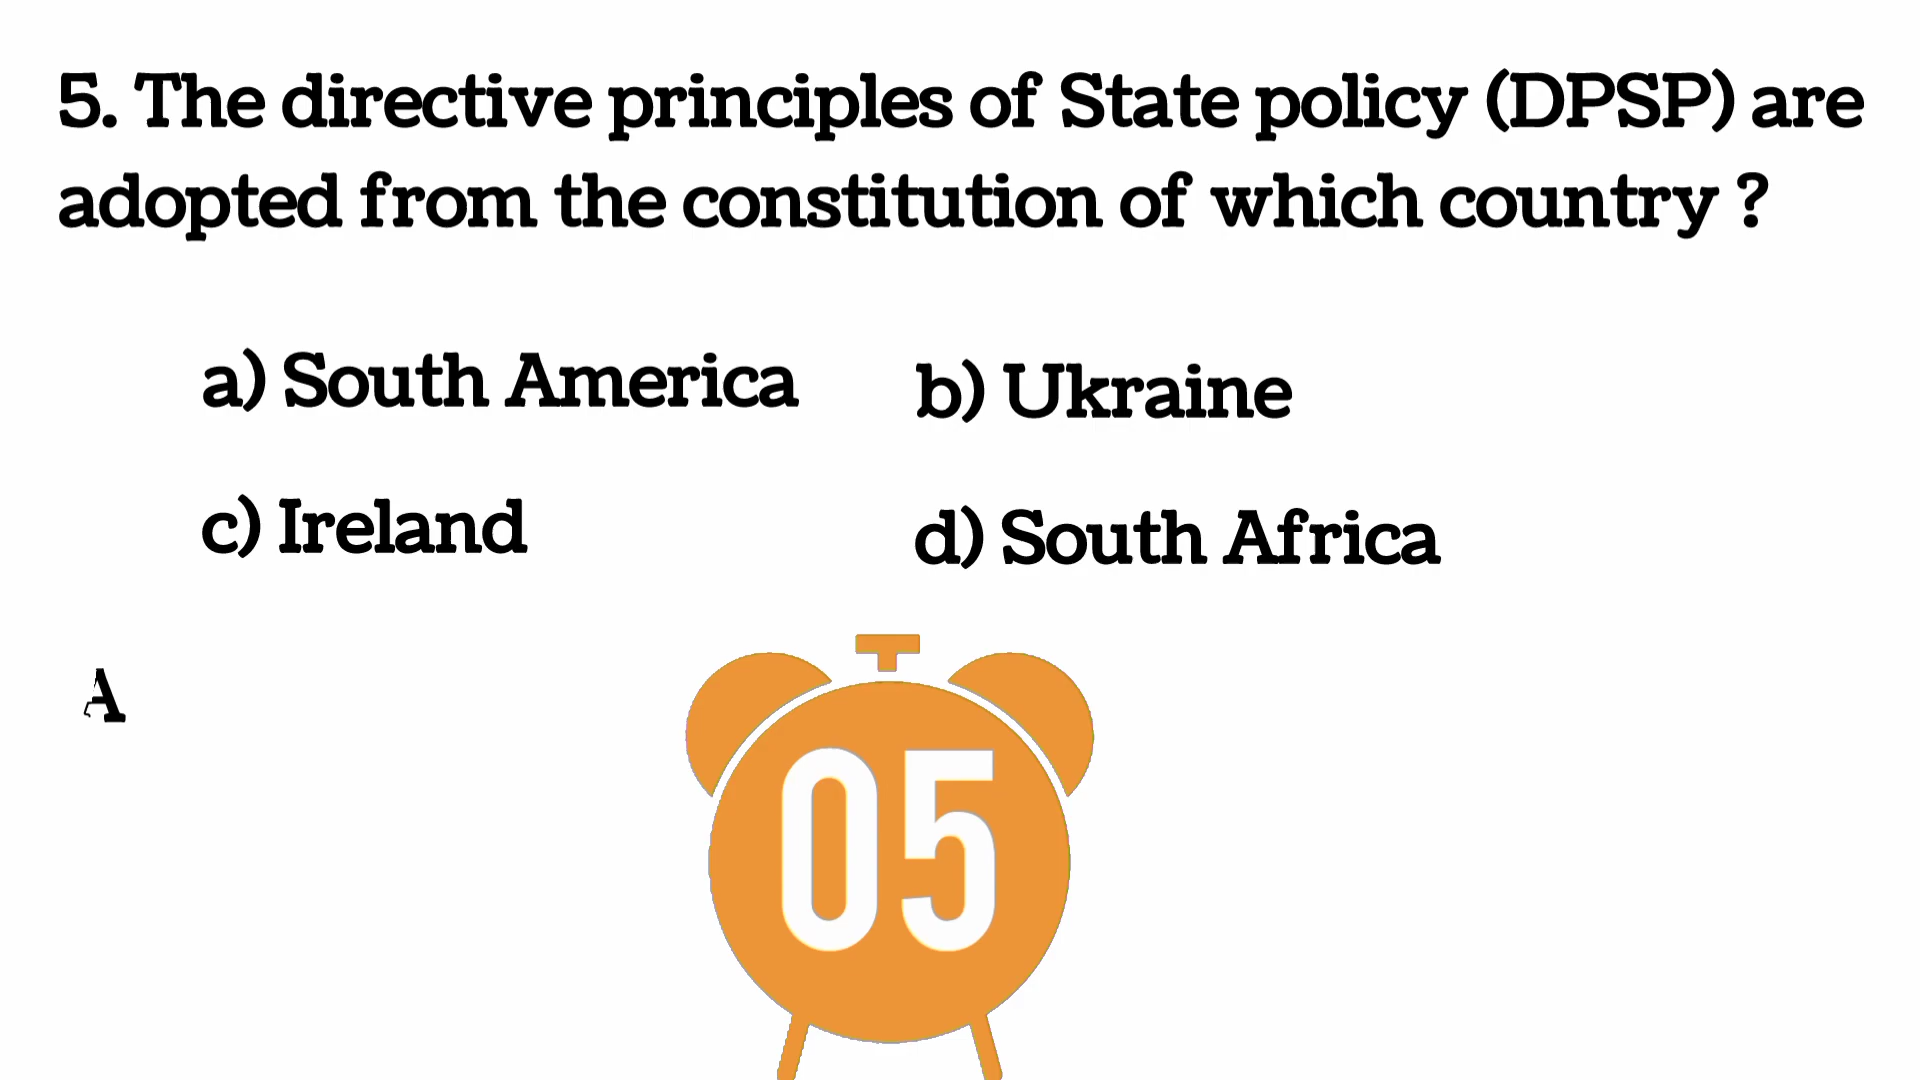 5. The directive principles of State policy (DPSP) are
adopted from the constitution of which country ?
a) South America
b) Ukraine
c) Ireland
d) South Africa
A
05